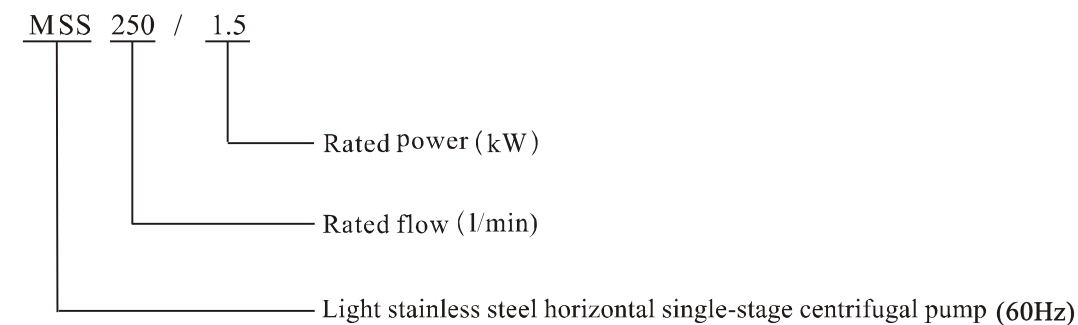 MSS 250 / 1.5
Rated power (kW)
Rated flow (l/min)
Light stainless steel horizontal single-stage centrifugal pump (60Hz)